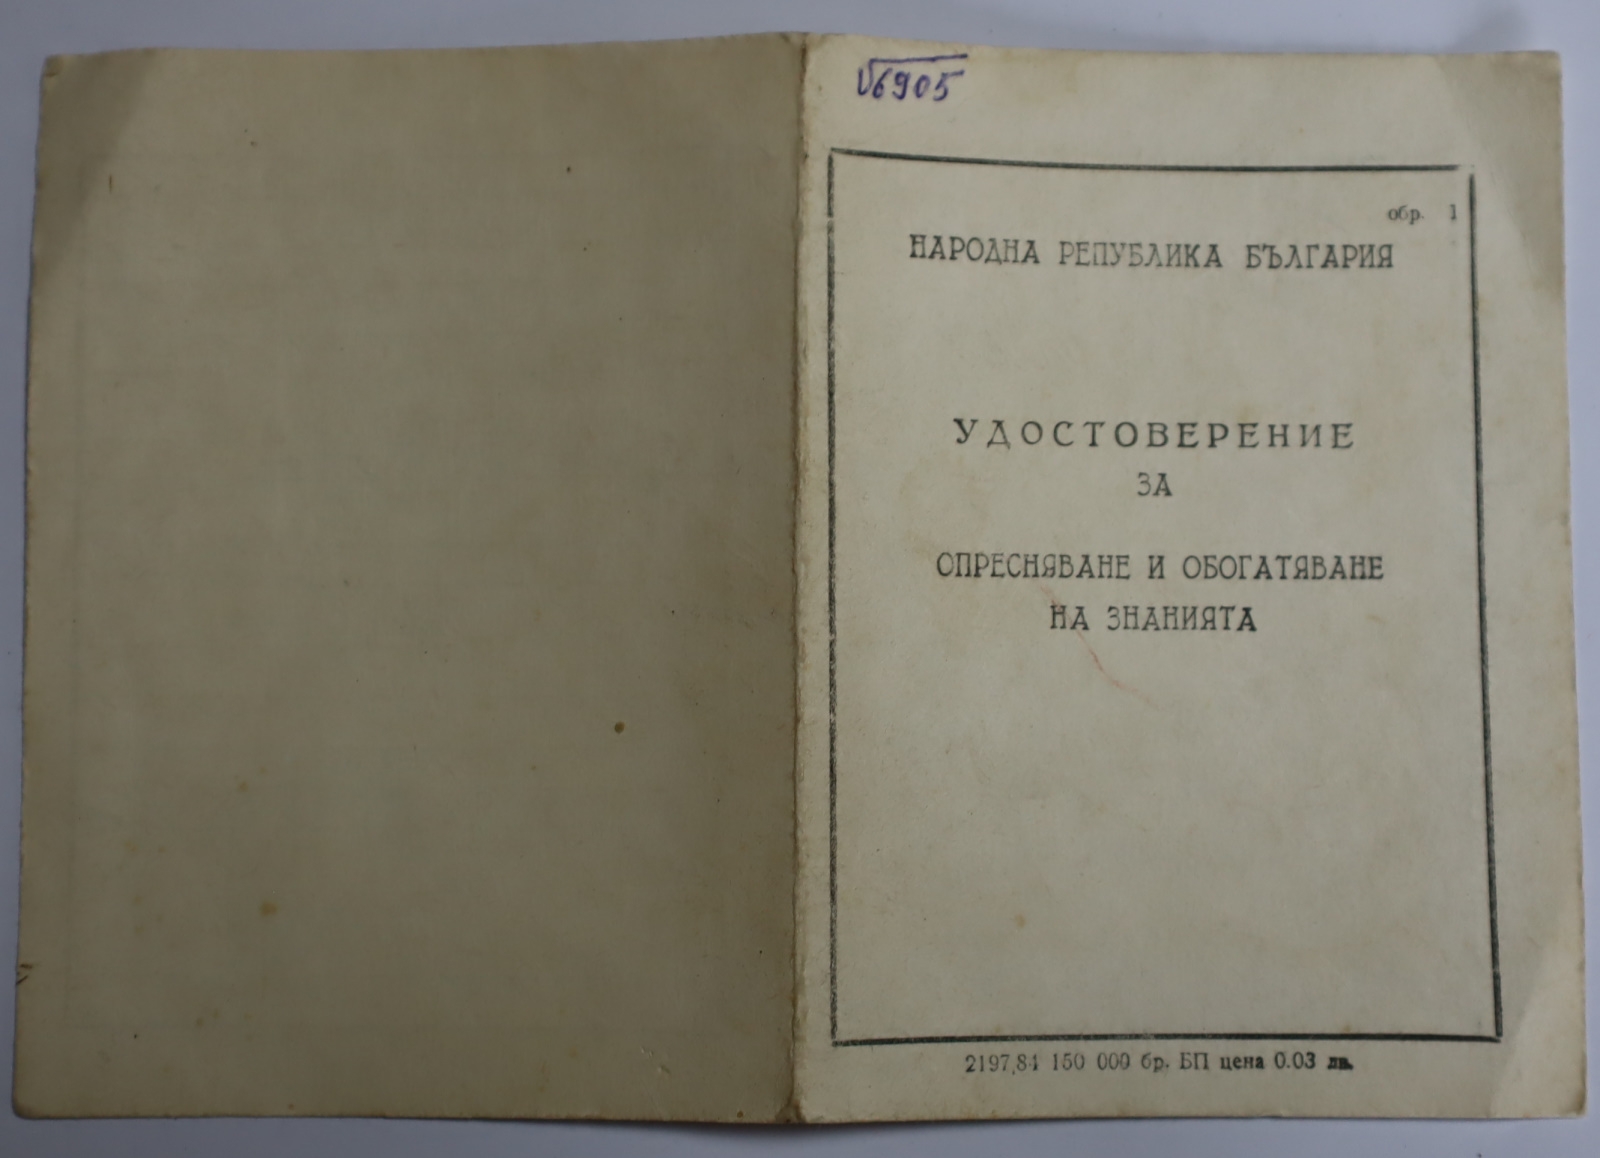 √6905
обр. 1
НАРОДНА РЕПУБЛИКА БЪЛГАРИЯ
УДОСТОВЕРЕНИЕ
ЗА
ОПРЕСНЯВАНЕ И ОБОГАТЯВАНЕ
НА ЗНАНИЯТА
2197,84 150 000 бр. БП цена 0.03 лв.